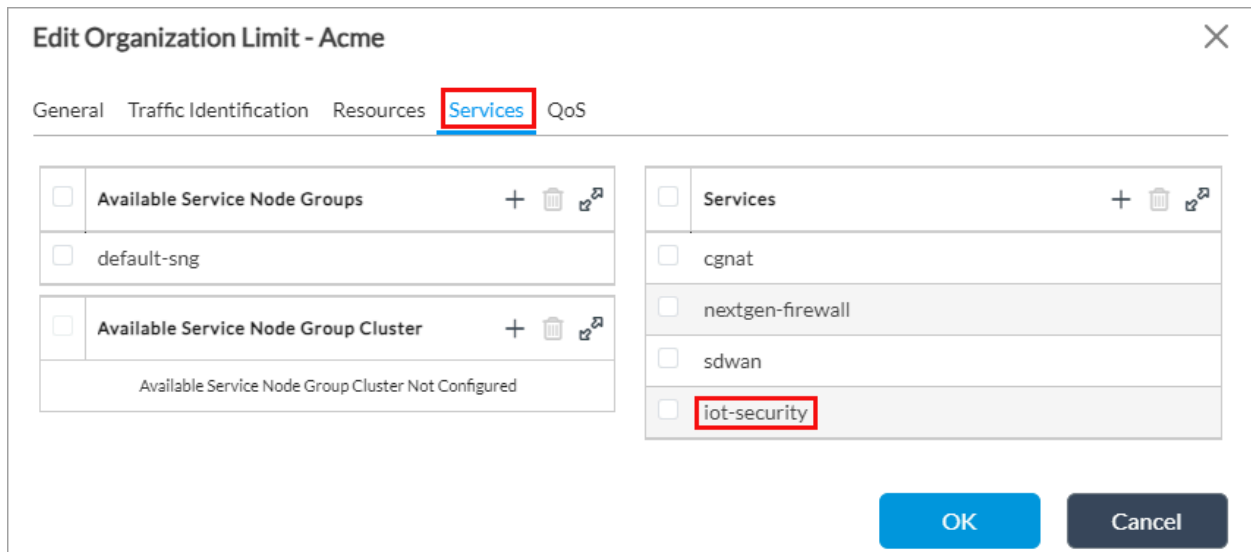 Edit Organization Limit - Acme
General Traffic Identification Resources Services QoS
Available Service Node Groups
default-sng
Available Service Node Group Cluster
Available Service Node Group Cluster Not Configured
Services
cgnat
nextgen-firewall
sdwan
iot-security
OK Cancel